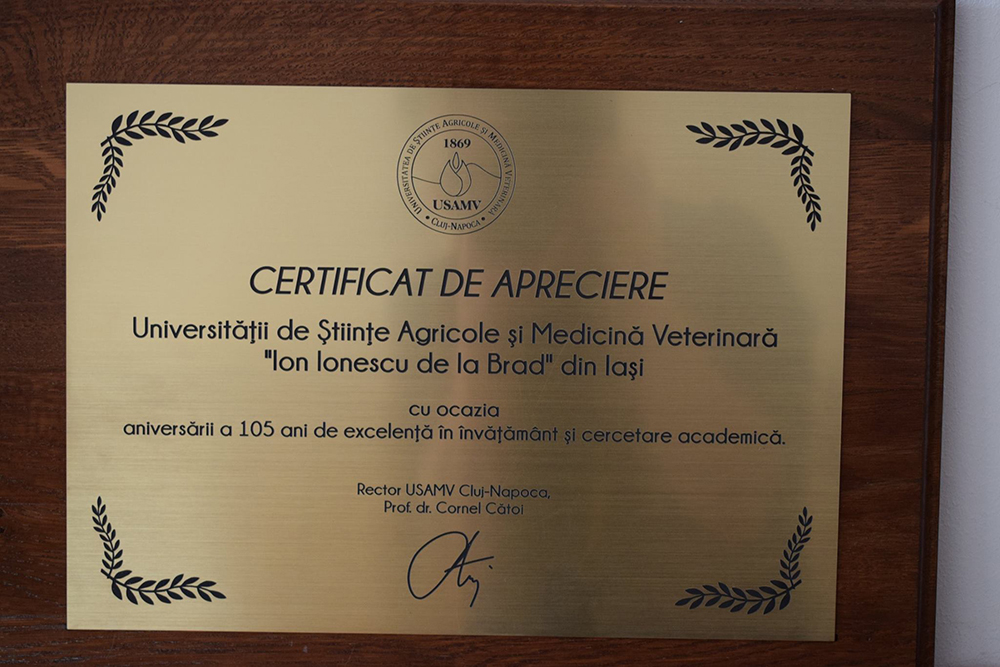 UNIVERSITATEA DE ȘTIINȚE AGRICOLE ȘI MEDICINĂ VETERINARĂ
1869
USAMV
• CLUJ-NAPOCA •
CERTIFICAT DE APRECIERE
Universităţii de Ştiinţe Agricole şi Medicină Veterinară
"Ion Ionescu de la Brad" din Iaşi
cu ocazia
aniversării a 105 ani de excelenţă în învăţământ şi cercetare academică.
Rector USAMV Cluj-Napoca,
Prof. dr. Cornel Cătoi